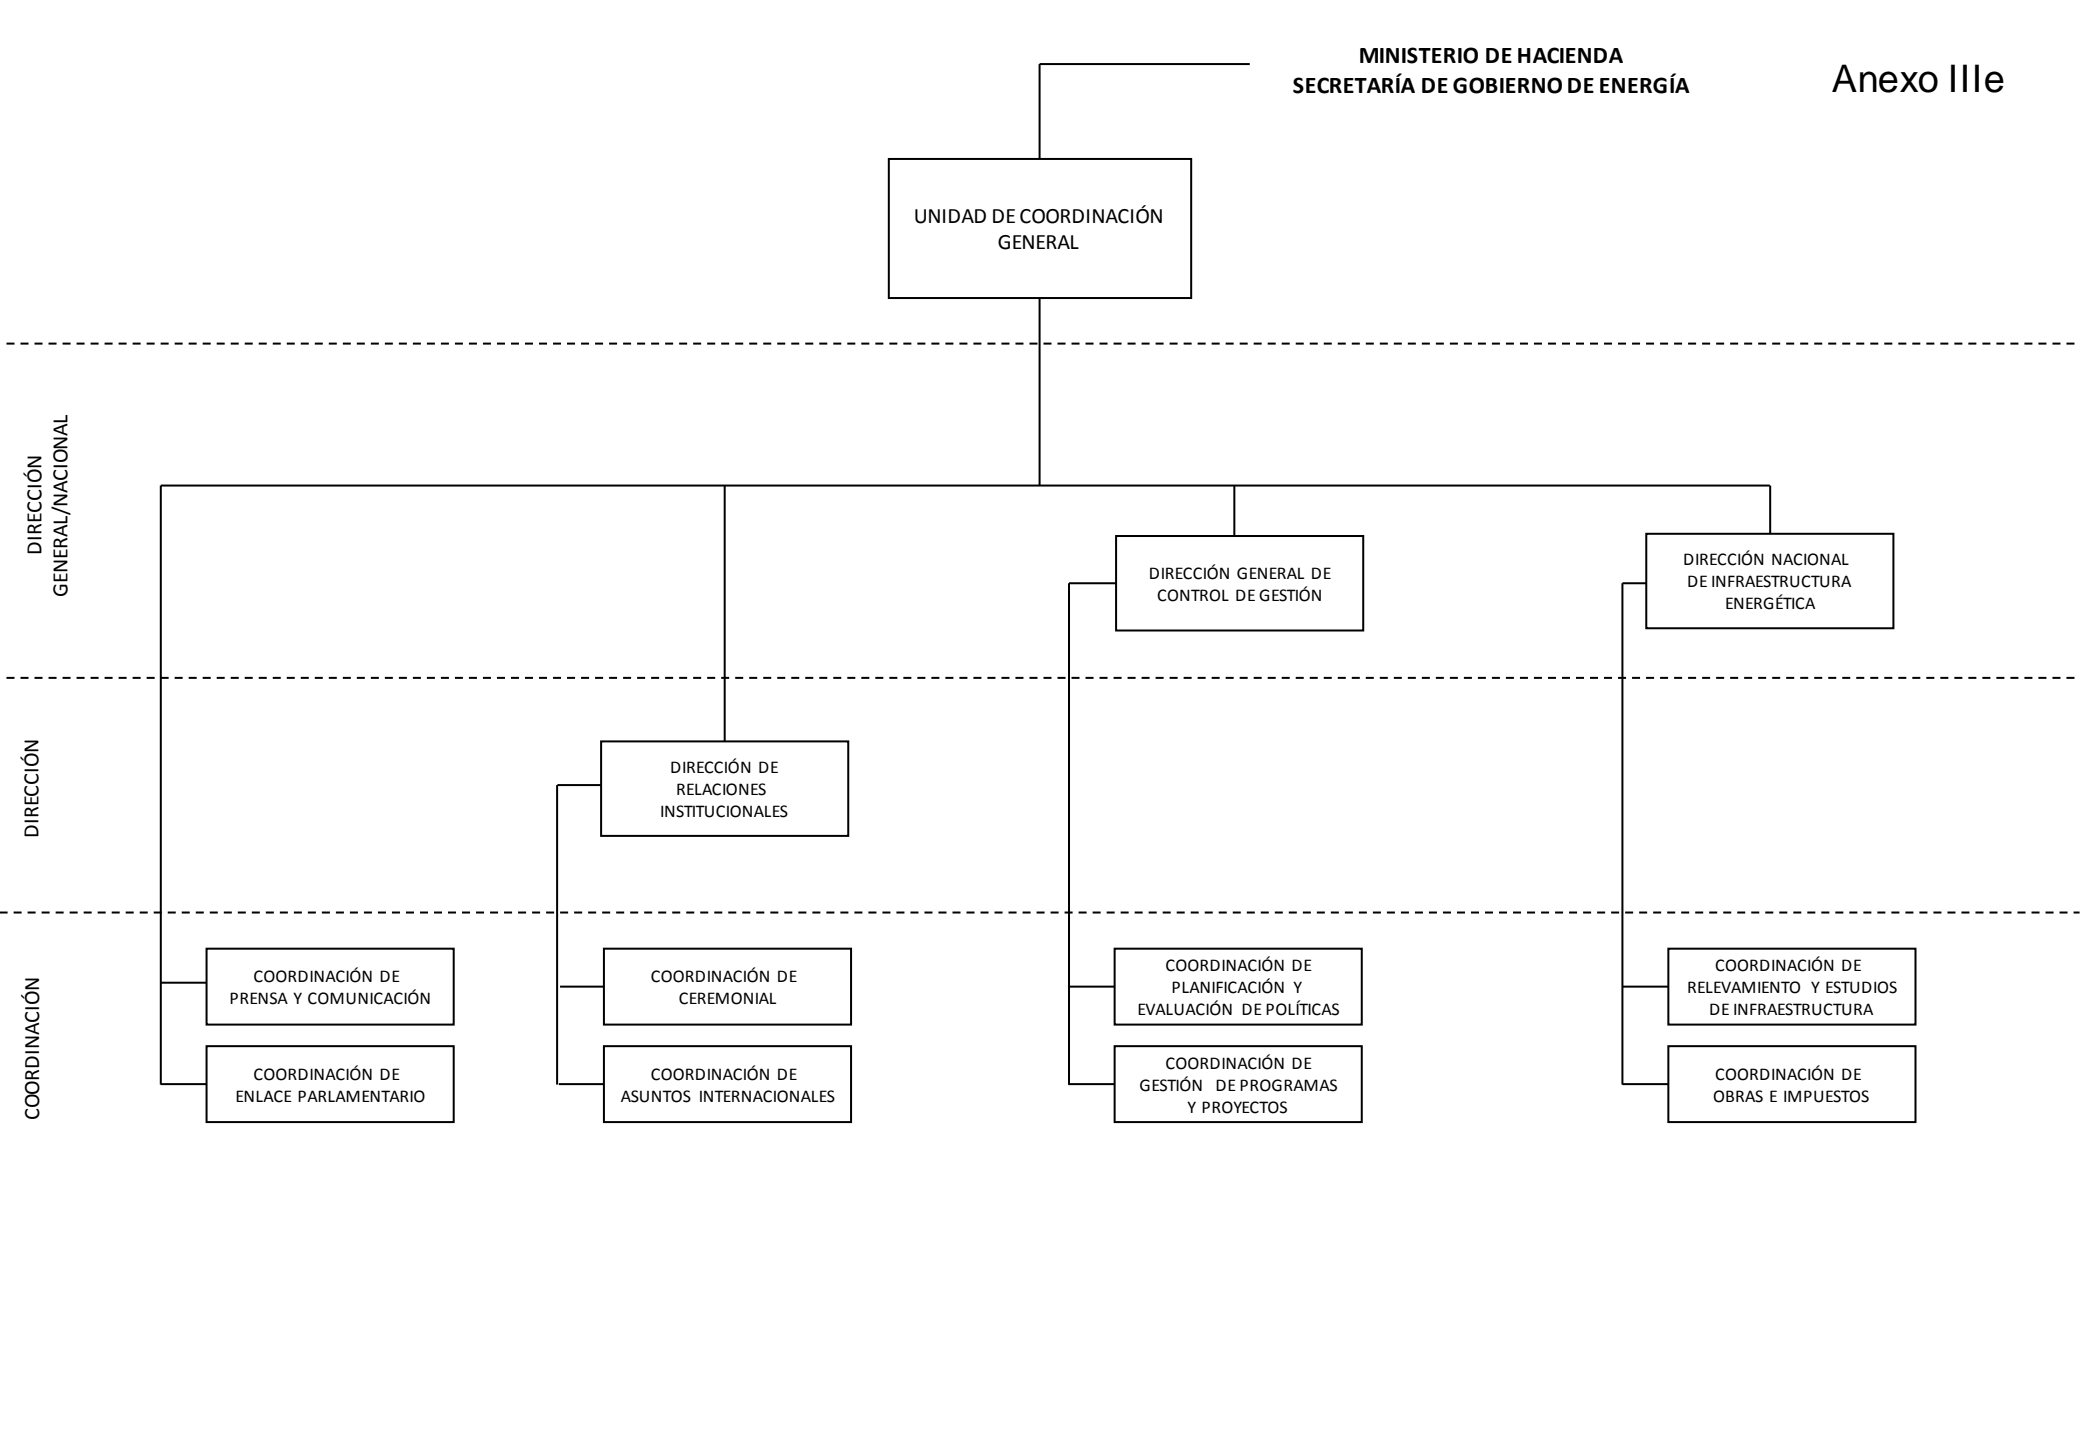 MINISTERIO DE HACIENDA
SECRETARÍA DE GOBIERNO DE ENERGÍA
Anexo IIIe
UNIDAD DE COORDINACIÓN
GENERAL
DIRECCIÓN
GENERAL/NACIONAL
DIRECCIÓN GENERAL DE
CONTROL DE GESTIÓN
DIRECCIÓN NACIONAL
DE INFRAESTRUCTURA
ENERGÉTICA
DIRECCIÓN
DIRECCIÓN DE
RELACIONES
INSTITUCIONALES
COORDINACIÓN
COORDINACIÓN DE
PRENSA Y COMUNICACIÓN
COORDINACIÓN DE
CEREMONIAL
COORDINACIÓN DE
PLANIFICACIÓN Y
EVALUACIÓN DE POLÍTICAS
COORDINACIÓN DE
RELEVAMIENTO Y ESTUDIOS
DE INFRAESTRUCTURA
COORDINACIÓN DE
ENLACE PARLAMENTARIO
COORDINACIÓN DE
ASUNTOS INTERNACIONALES
COORDINACIÓN DE
GESTIÓN DE PROGRAMAS
Y PROYECTOS
COORDINACIÓN DE
OBRAS E IMPUESTOS